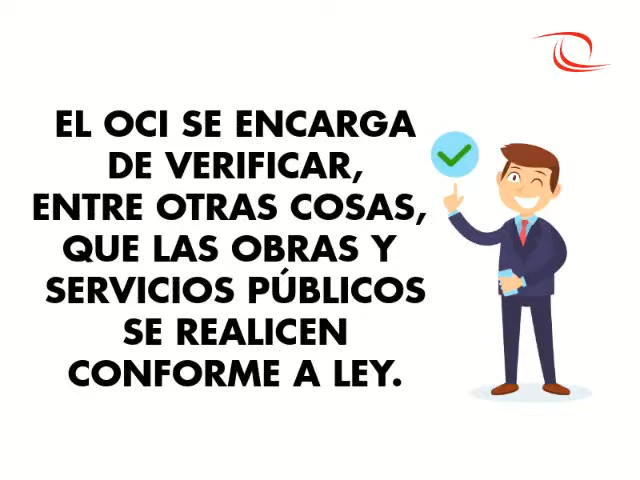 EL OCI SE ENCARGA
DE VERIFICAR,
ENTRE OTRAS COSAS,
QUE LAS OBRAS Y
SERVICIOS PÚBLICOS
SE REALICEN
CONFORME A LEY.